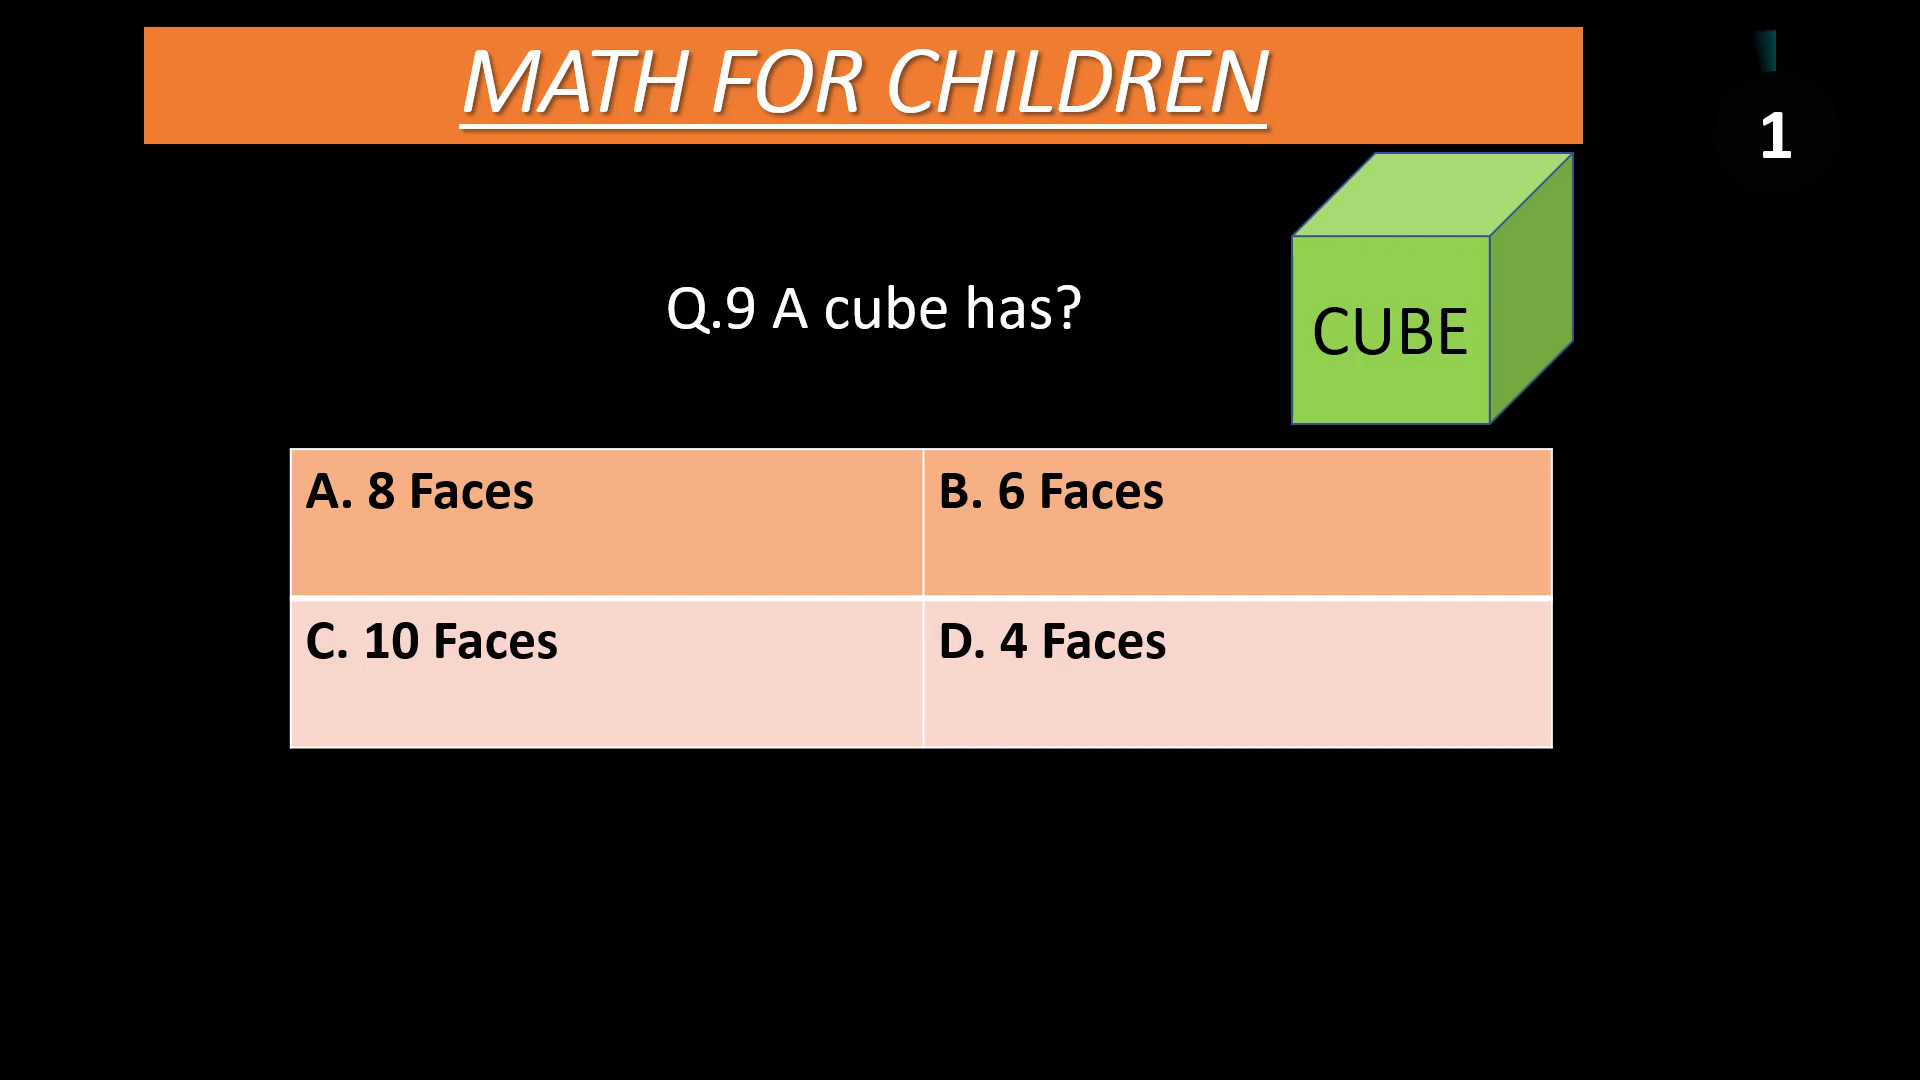 MATH FOR CHILDREN
1
Q.9 A cube has?
CUBE
A. 8 Faces
B. 6 Faces
C. 10 Faces
D. 4 Faces